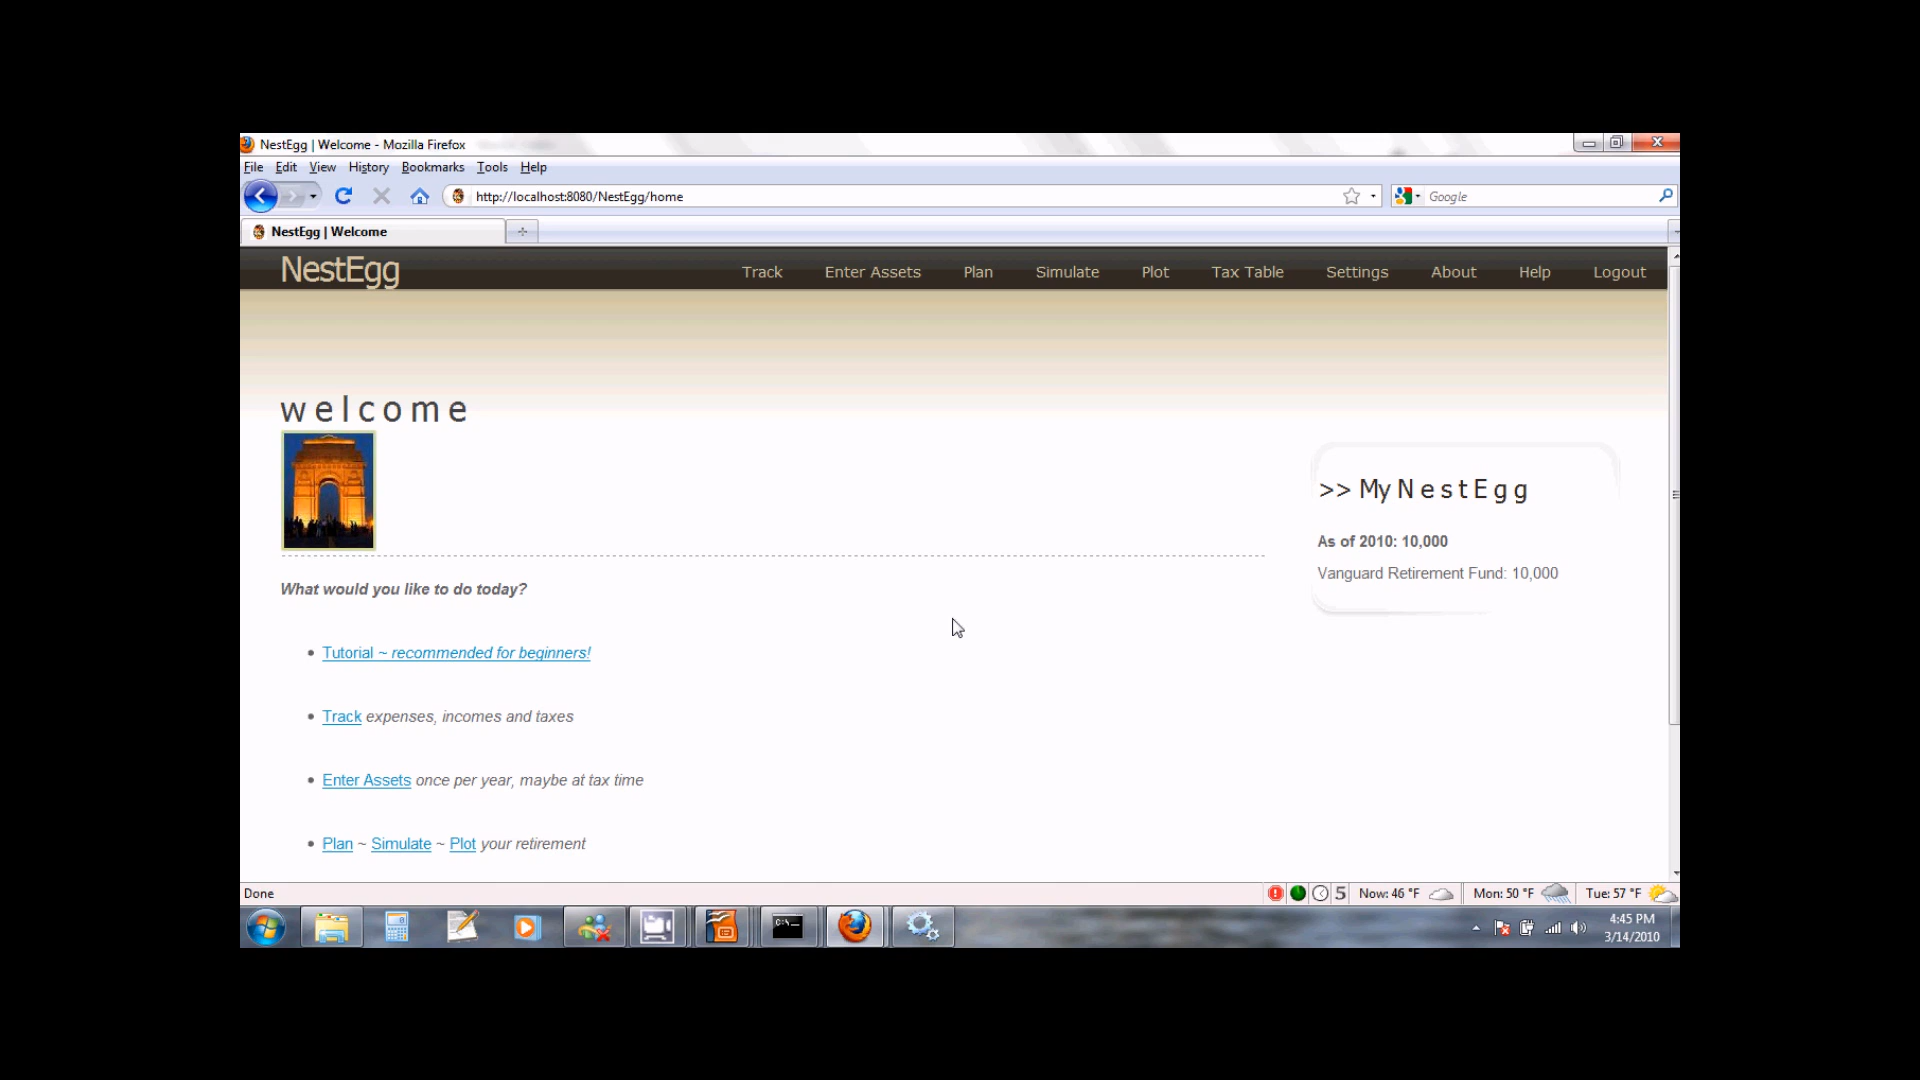 NestEgg | Welcome - Mozilla Firefox
File Edit View History Bookmarks Tools Help
http://localhost:8080/NestEgg/home
Google
NestEgg | Welcome
NestEgg
Track Enter Assets Plan Simulate Plot Tax Table Settings About Help Logout
welcome
>> MyNestEgg
As of 2010: 10,000
Vanguard Retirement Fund: 10,000
What would you like to do today?
• Tutorial ~ recommended for beginners!
• Track expenses, incomes and taxes
• Enter Assets once per year, maybe at tax time
• Plan ~ Simulate ~ Plot your retirement
Done
5 Now: 46 °F Mon: 50 °F Tue: 57 °F
4:45 PM
3/14/2010